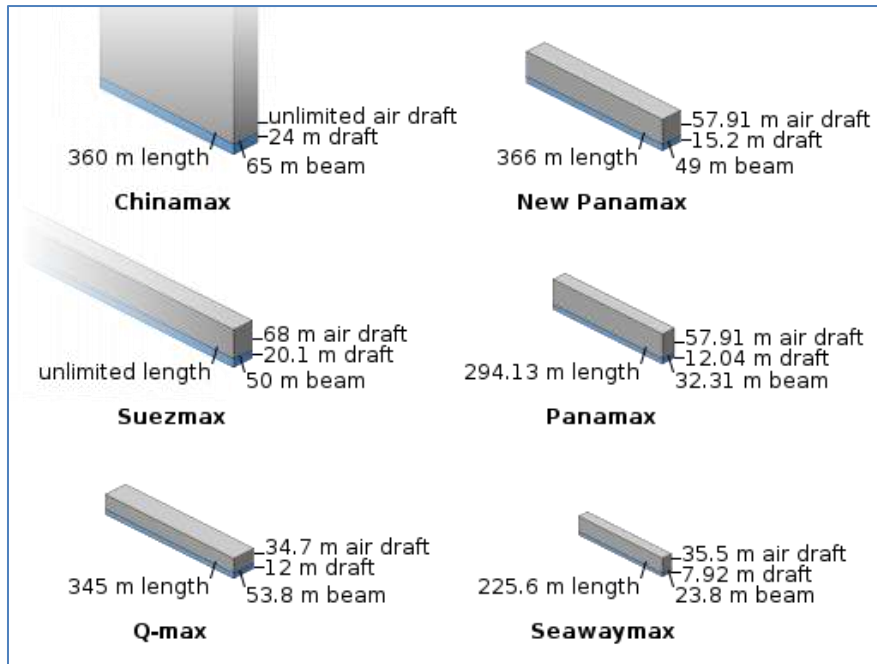 unlimited air draft
24 m draft
360 m length
65 m beam
Chinamax
57.91 m air draft
15.2 m draft
366 m length
49 m beam
New Panamax
68 m air draft
20.1 m draft
unlimited length
50 m beam
Suezmax
57.91 m air draft
12.04 m draft
294.13 m length
32.31 m beam
Panamax
34.7 m air draft
12 m draft
345 m length
53.8 m beam
Q-max
35.5 m air draft
7.92 m draft
225.6 m length
23.8 m beam
Seawaymax